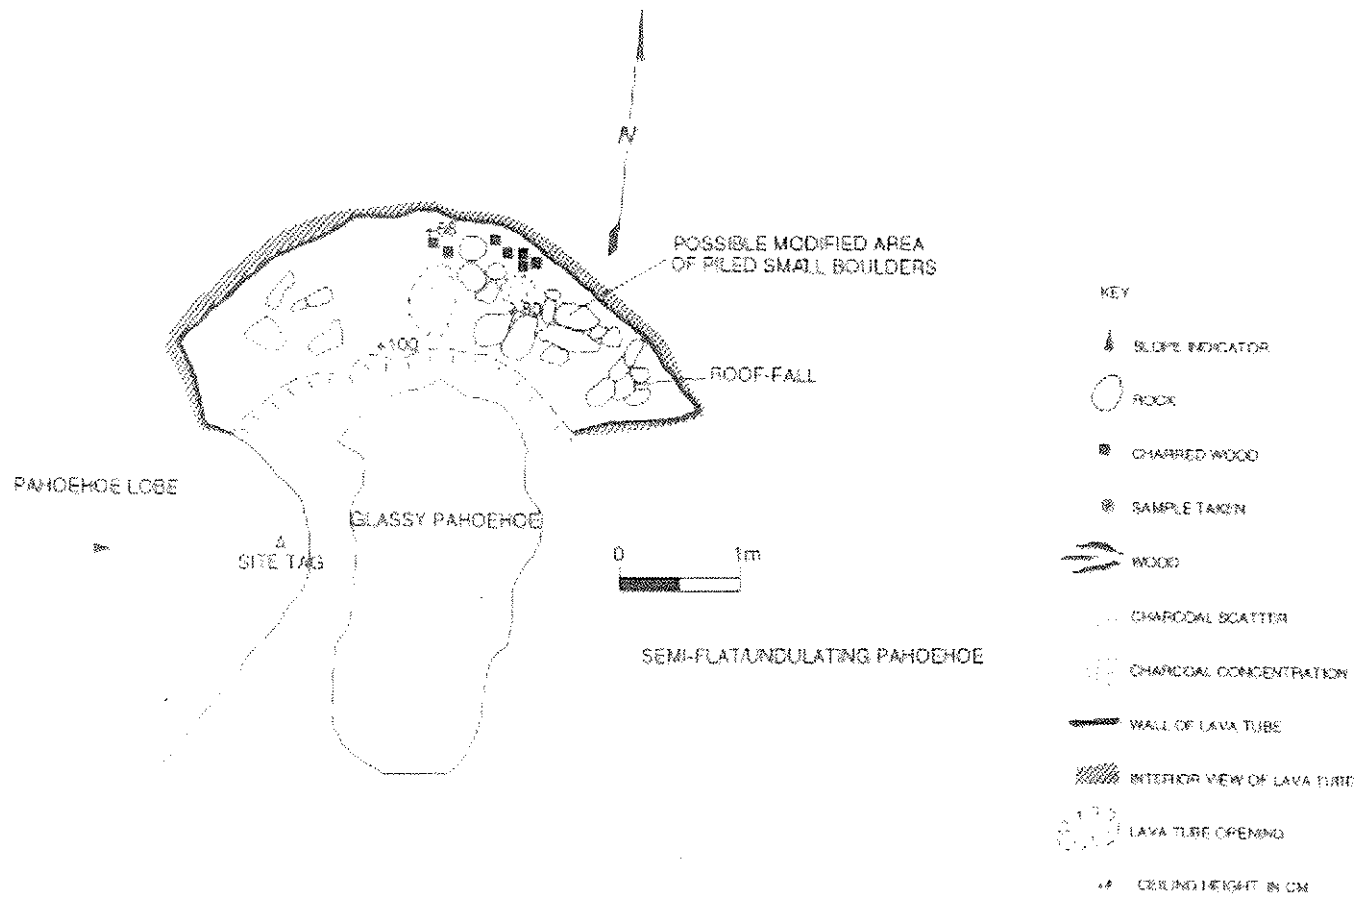 N
POSSIBLE MODIFIED AREA
OF PILED SMALL BOULDERS
100
ROOF-FALL
PAHOEHOE LOBE
GLASSY PAHOEHOE
SITE TAG
0 1m
SEMI-FLAT/UNDULATING PAHOEHOE
KEY
SLOPE INDICATOR
ROCK
CHARRED WOOD
SAMPLE TAKEN
WOOD
CHARCOAL SCATTER
CHARCOAL CONCENTRATION
WALL OF LAVA TUBE
INTERIOR VIEW OF LAVA TUBE
LAVA TUBE OPENING
CEILING HEIGHT IN CM